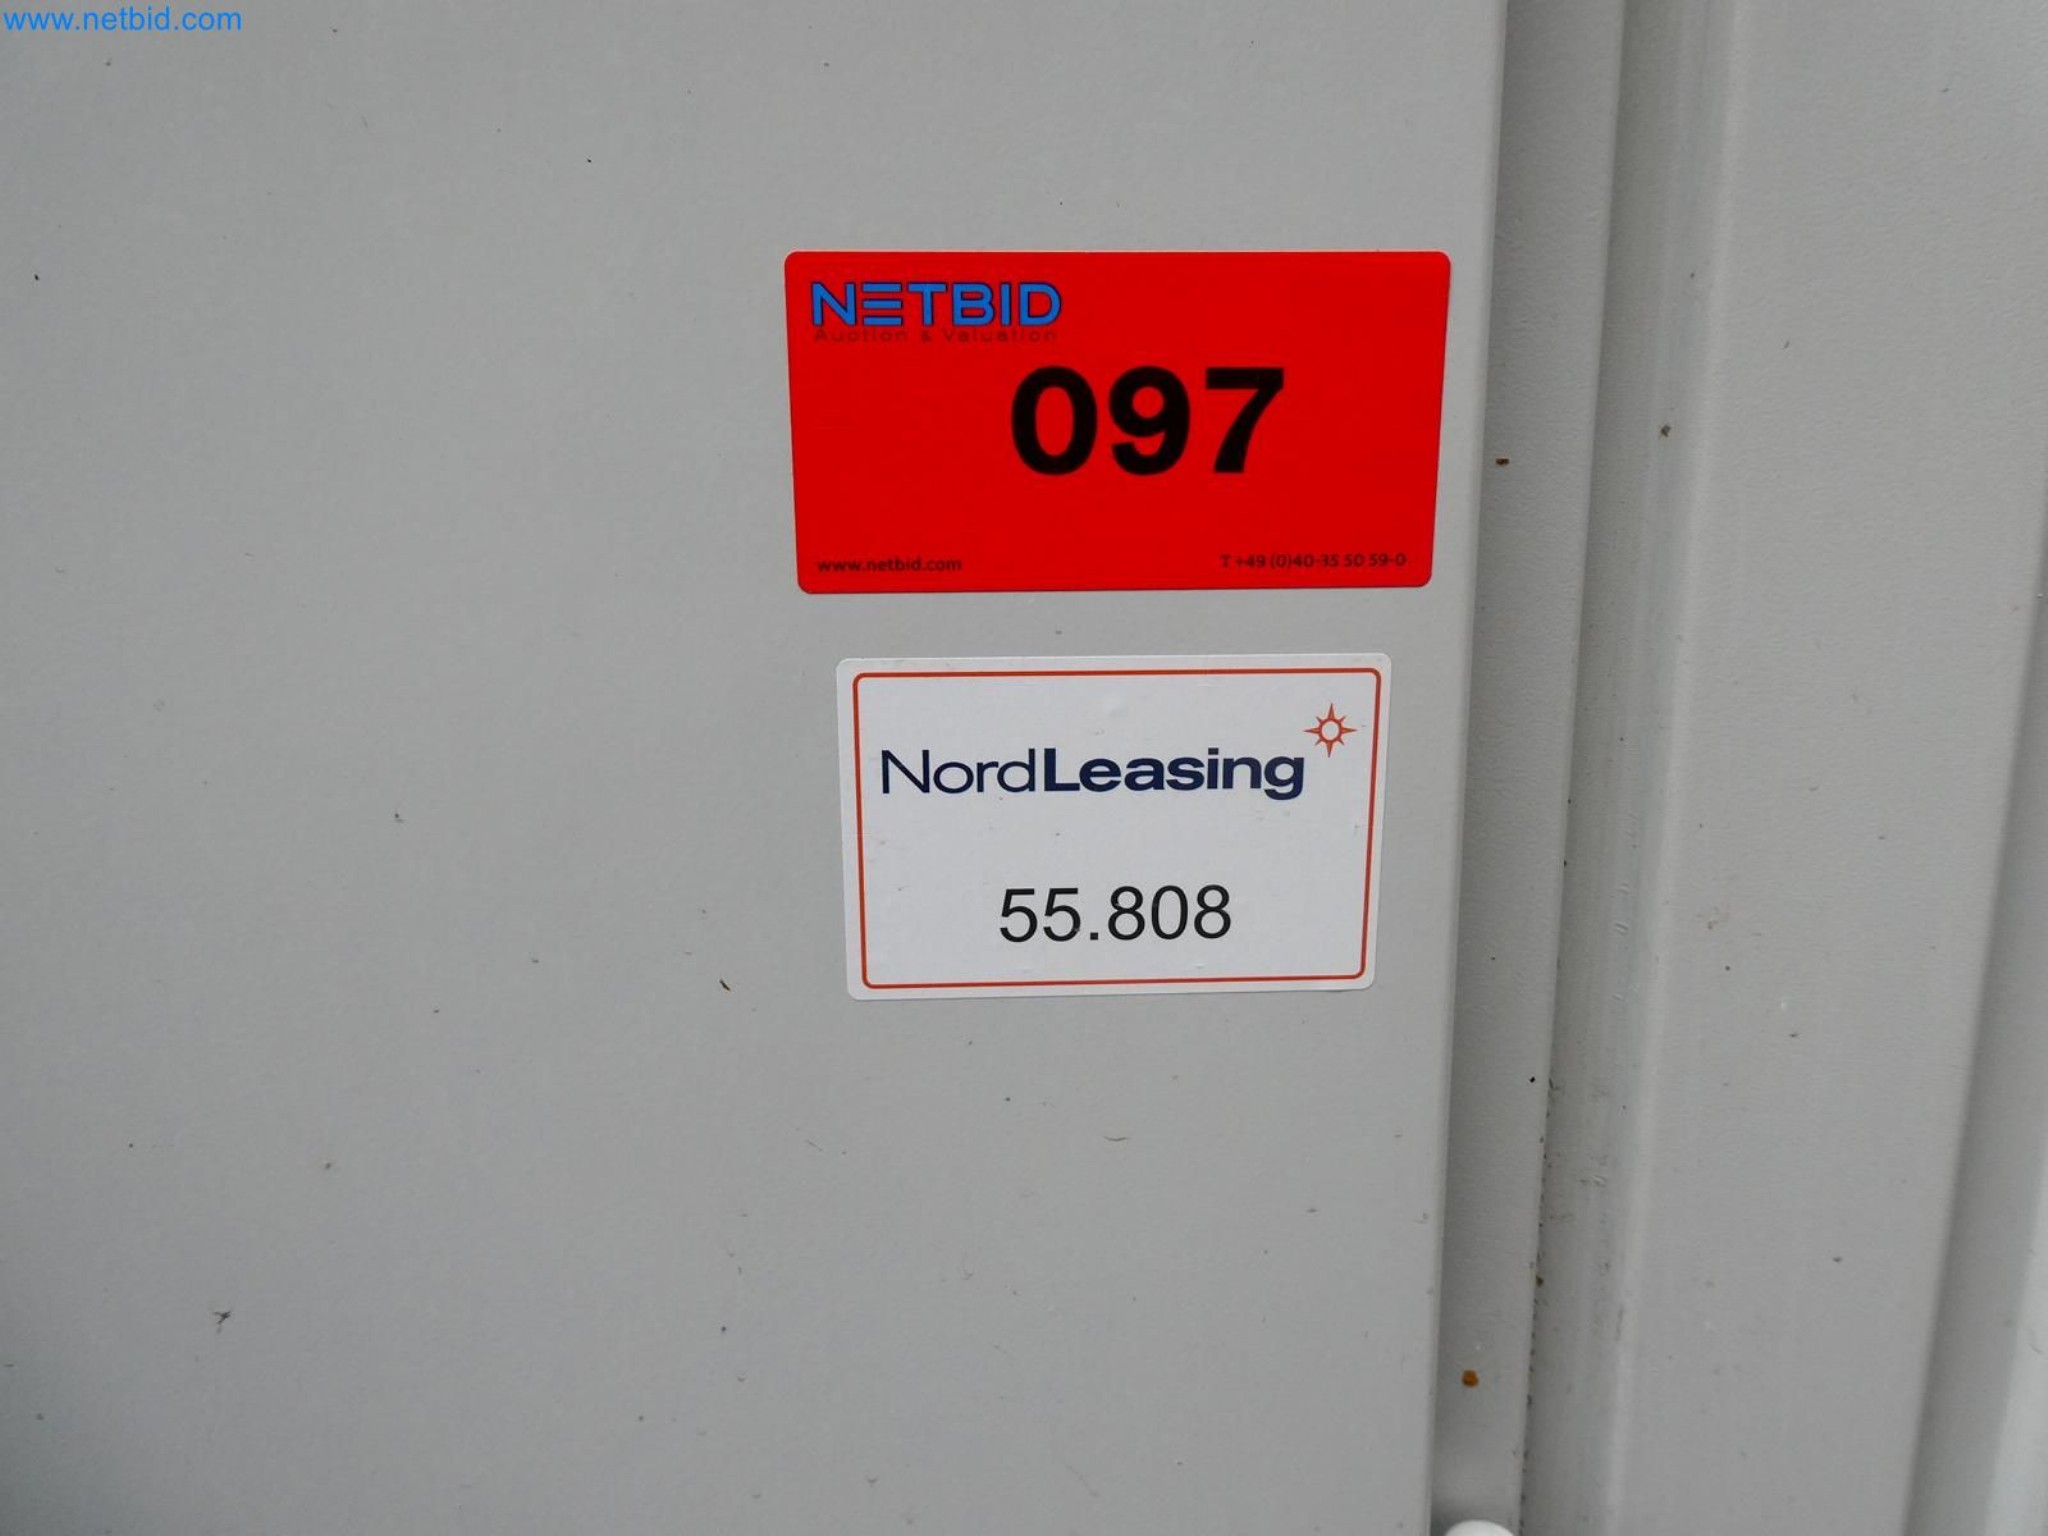 www.netbid.com
NETBID
Auction & Valuation
097
www.netbid.com T +49 (0)40-35 50 59-0
NordLeasing
55.808